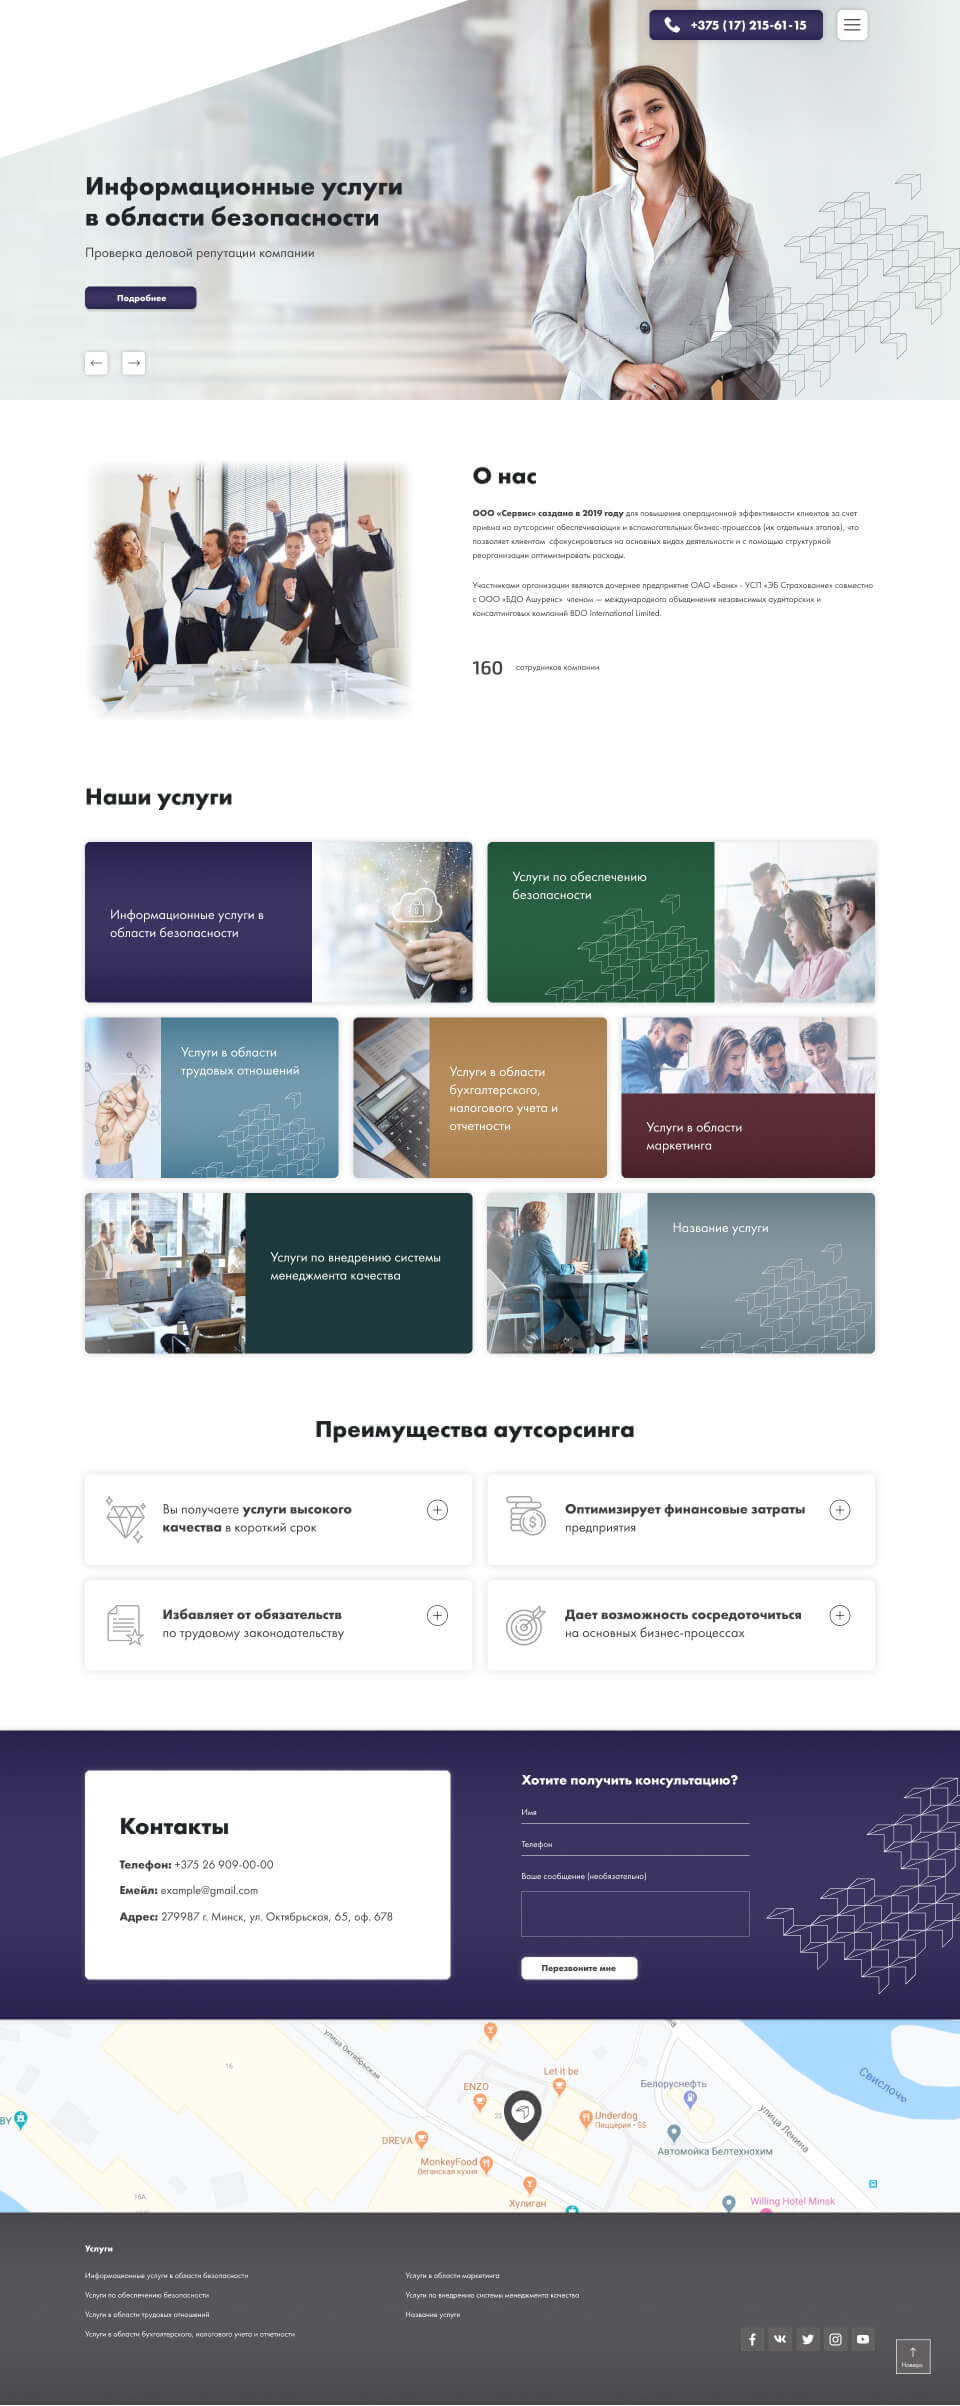 +375 (17) 215-61-15
Информационные услуги
в области безопасности
Проверка деловой репутации компании
Подробнее
О нас
ООО «Сервис» создано в 2019 году для повышения операционной эффективности клиентов за счет
приема на аутсорсинг обеспечивающих и вспомогательных бизнес-процессов (их отдельных этапов), что
позволяет клиентам сфокусироваться на основных видах деятельности и с помощью структурной
реорганизации оптимизировать расходы.
Участниками организации являются дочернее предприятие ОАО «Банк» - УСП «ЭБ Страхование» совместно
с ООО «БДО Ашуренс» членом — международного объединения независимых аудиторских и
консалтинговых компаний BDO International Limited.
160 сотрудников компании
Наши услуги
Информационные услуги в
области безопасности
Услуги по обеспечению
безопасности
Услуги в области
трудовых отношений
Услуги в области
бухгалтерского,
налогового учета и
отчетности
Услуги в области
маркетинга
Услуги по внедрению системы
менеджмента качества
Название услуги
Преимущества аутсорсинга
Вы получаете услуги высокого
качества в короткий срок
Оптимизирует финансовые затраты
предприятия
Избавляет от обязательств
по трудовому законодательству
Дает возможность сосредоточиться
на основных бизнес-процессах
Контакты
Телефон: +375 26 909-00-00
Емейл: example@gmail.com
Адрес: 279987 г. Минск, ул. Октябрьская, 65, оф. 678
Хотите получить консультацию?
Имя
Телефон
Ваше сообщение (необязательно)
Перезвоните мне
улица Октябрьская
16
Let it be
ENZO
Белоруснефть
Свислочь
BY
23
Underdog
Пиццерия • $$
улица Ленина
DREVA
Автомойка Белтехнохим
MonkeyFood
Веганская кухня
16А
Хулиган
Willing Hotel Minsk
Услуги
Информационные услуги в области безопасности
Услуги по обеспечению безопасности
Услуги в области трудовых отношений
Услуги в области бухгалтерского, налогового учета и отчетности
Услуги в области маркетинга
Услуги по внедрению системы менеджмента качества
Название услуги
Наверх